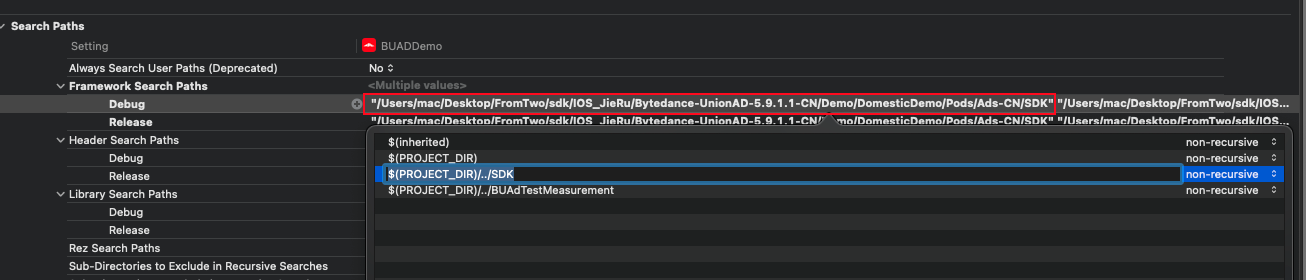 Search Paths
Setting BUADDemo
Always Search User Paths (Deprecated) No
Framework Search Paths <Multiple values>
Debug "/Users/mac/Desktop/FromTwo/sdk/IOS_JieRu/Bytedance-UnionAD-5.9.1.1-CN/Demo/DomesticDemo/Pods/Ads-CN/SDK" "/Users/mac/Desktop/FromTwo/sdk/IOS...
Release "/Users/mac/Desktop/FromTwo/sdk/IOS_JieRu/Bytedance-UnionAD-5.9.1.1-CN/Demo/DomesticDemo/Pods/Ads-CN/SDK" "/Users/mac/Desktop/FromTwo/sdk/IOS...
Header Search Paths
$(inherited) non-recursive
Debug
$(PROJECT_DIR) non-recursive
Release
$(PROJECT_DIR)/../SDK non-recursive
Library Search Paths
$(PROJECT_DIR)/../BUAdTestMeasurement non-recursive
Debug
Release
Rez Search Paths
Sub-Directories to Exclude in Recursive Searches